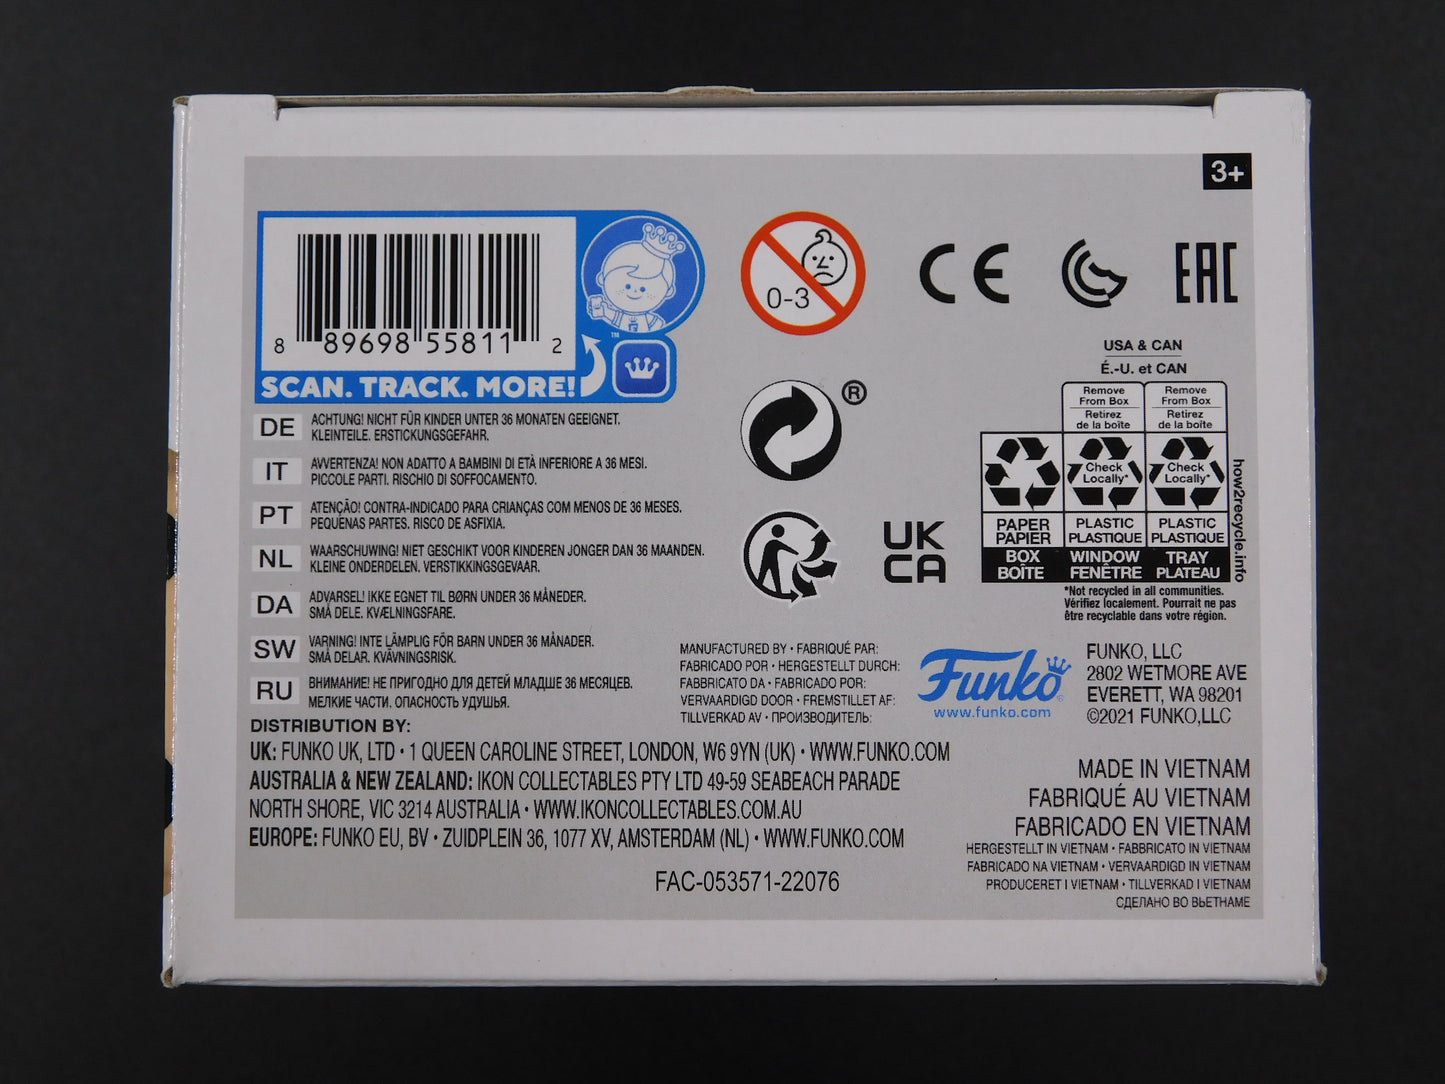 3+
8 89698 55811 2
SCAN. TRACK. MORE!
™
0-3
CE
EAC
®
USA & CAN
É.-U. et CAN
Remove From Box
Retirez de la boîte
Remove From Box
Retirez de la boîte
Check Locally*
Check Locally*
PAPER PAPIER
PLASTIC PLASTIQUE
PLASTIC PLASTIQUE
BOX BOÎTE
WINDOW FENÊTRE
TRAY PLATEAU
how2recycle.info
*Not recycled in all communities.
Vérifiez localement. Pourrait ne pas
être recyclable dans votre région.
UK
CA
DE ACHTUNG! NICHT FÜR KINDER UNTER 36 MONATEN GEEIGNET.
KLEINTEILE. ERSTICKUNGSGEFAHR.
IT AVVERTENZA! NON ADATTO A BAMBINI DI ETÀ INFERIORE A 36 MESI.
PICCOLE PARTI. RISCHIO DI SOFFOCAMENTO.
PT ATENÇÃO! CONTRA-INDICADO PARA CRIANÇAS COM MENOS DE 36 MESES.
PEQUENAS PARTES. RISCO DE ASFIXIA.
NL WAARSCHUWING! NIET GESCHIKT VOOR KINDEREN JONGER DAN 36 MAANDEN.
KLEINE ONDERDELEN. VERSTIKKINGSGEVAAR.
DA ADVARSEL! IKKE EGNET TIL BØRN UNDER 36 MÅNEDER.
SMÅ DELE. KVÆLNINGSFARE.
SW VARNING! INTE LÄMPLIG FÖR BARN UNDER 36 MÅNADER.
SMÅ DELAR. KVÄVNINGSRISK.
RU ВНИМАНИЕ! НЕ ПРИГОДНО ДЛЯ ДЕТЕЙ МЛАДШЕ 36 МЕСЯЦЕВ.
МЕЛКИЕ ЧАСТИ. ОПАСНОСТЬ УДУШЬЯ.
MANUFACTURED BY • FABRIQUÉ PAR:
FABRICADO POR • HERGESTELLT DURCH:
FABBRICATO DA • FABRICADO POR:
VERVAARDIGD DOOR • FREMSTILLET AF:
TILLVERKAD AV • ПРОИЗВОДИТЕЛЬ:
Funko®
www.funko.com
FUNKO, LLC
2802 WETMORE AVE
EVERETT, WA 98201
©2021 FUNKO,LLC
DISTRIBUTION BY:
UK: FUNKO UK, LTD • 1 QUEEN CAROLINE STREET, LONDON, W6 9YN (UK) • WWW.FUNKO.COM
AUSTRALIA & NEW ZEALAND: IKON COLLECTABLES PTY LTD 49-59 SEABEACH PARADE
NORTH SHORE, VIC 3214 AUSTRALIA • WWW.IKONCOLLECTABLES.COM.AU
EUROPE: FUNKO EU, BV • ZUIDPLEIN 36, 1077 XV, AMSTERDAM (NL) • WWW.FUNKO.COM
FAC-053571-22076
MADE IN VIETNAM
FABRIQUÉ AU VIETNAM
FABRICADO EN VIETNAM
HERGESTELLT IN VIETNAM • FABBRICATO IN VIETNAM
FABRICADO NA VIETNAM • VERVAARDIGD IN VIETNAM
PRODUCERET I VIETNAM • TILLVERKAD I VIETNAM
СДЕЛАНО ВО ВЬЕТНАМЕ